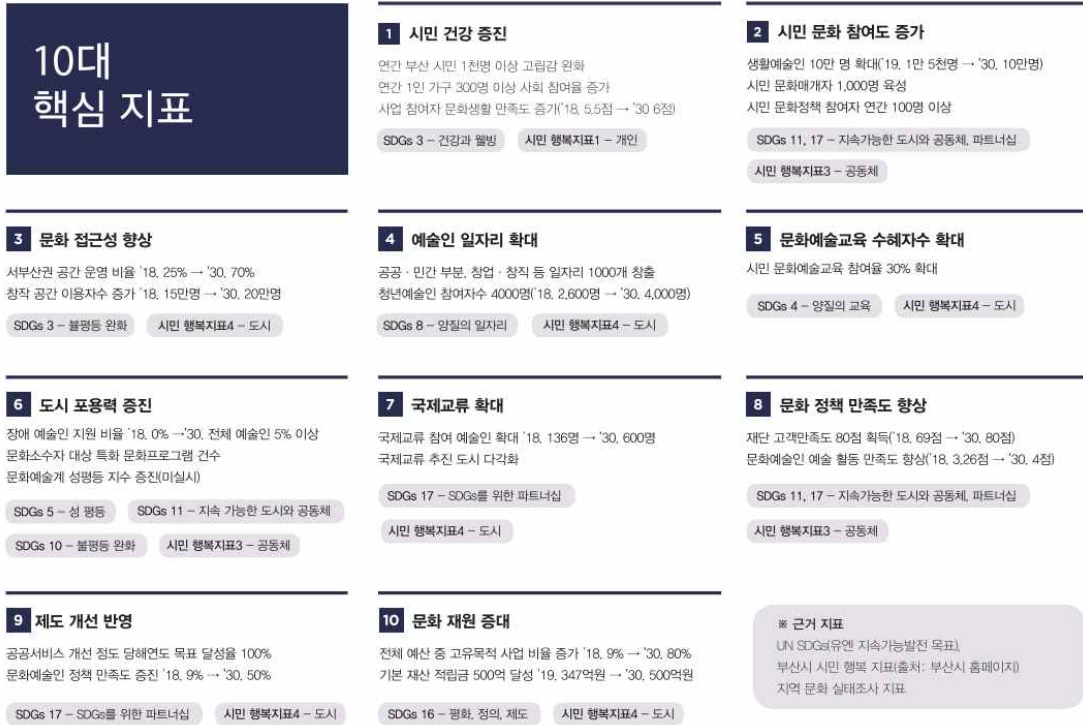 10대
핵심 지표
1 시민 건강 증진
연간 부산 시민 1천명 이상 고립감 완화
연간 1인 가구 300명 이상 사회 참여율 증가
사업 참여자 문화생활 만족도 증가('18, 5.5점 → '30 6점)
SDGs 3 – 건강과 웰빙 시민 행복지표1 – 개인
2 시민 문화 참여도 증가
생활예술인 10만 명 확대('19, 1만 5천명 → '30, 10만명)
시민 문화매개자 1,000명 육성
시민 문화정책 참여자 연간 100명 이상
SDGs 11, 17 – 지속가능한 도시와 공동체, 파트너십
시민 행복지표3 – 공동체
3 문화 접근성 향상
서부산권 공간 운영 비율 '18, 25% → '30, 70%
창작 공간 이용자수 증가 '18, 15만명 → '30, 20만명
SDGs 3 – 불평등 완화 시민 행복지표4 – 도시
4 예술인 일자리 확대
공공 · 민간 부분, 창업 · 창직 등 일자리 1000개 창출
청년예술인 참여자수 4000명('18, 2,600명 → '30, 4,000명)
SDGs 8 – 양질의 일자리 시민 행복지표4 – 도시
5 문화예술교육 수혜자수 확대
시민 문화예술교육 참여율 30% 확대
SDGs 4 – 양질의 교육 시민 행복지표4 – 도시
6 도시 포용력 증진
장애 예술인 지원 비율 '18, 0% →'30, 전체 예술인 5% 이상
문화소수자 대상 특화 문화프로그램 건수
문화예술계 성평등 지수 증진(미실시)
SDGs 5 – 성 평등 SDGs 11 – 지속 가능한 도시와 공동체
SDGs 10 – 불평등 완화 시민 행복지표3 – 공동체
7 국제교류 확대
국제교류 참여 예술인 확대 '18, 136명 → '30, 600명
국제교류 추진 도시 다각화
SDGs 17 – SDGs를 위한 파트너십
시민 행복지표4 – 도시
8 문화 정책 만족도 향상
재단 고객만족도 80점 획득('18, 69점 → '30, 80점)
문화예술인 예술 활동 만족도 향상('18, 3.26점 → '30, 4점)
SDGs 11, 17 – 지속가능한 도시와 공동체, 파트너십
시민 행복지표3 – 공동체
9 제도 개선 반영
공공서비스 개선 정도 당해연도 목표 달성율 100%
문화예술인 정책 만족도 증진 '18, 9% → '30, 50%
SDGs 17 – SDGs를 위한 파트너십 시민 행복지표4 – 도시
10 문화 재원 증대
전체 예산 중 고유목적 사업 비율 증가 '18, 9% → '30, 80%
기본 재산 적립금 500억 달성 '19, 347억원 → '30, 500억원
SDGs 16 – 평화, 정의, 제도 시민 행복지표4 – 도시
※ 근거 지표
UN SDGs(유엔 지속가능발전 목표),
부산시 시민 행복 지표(출처: 부산시 홈페이지)
지역 문화 실태조사 지표